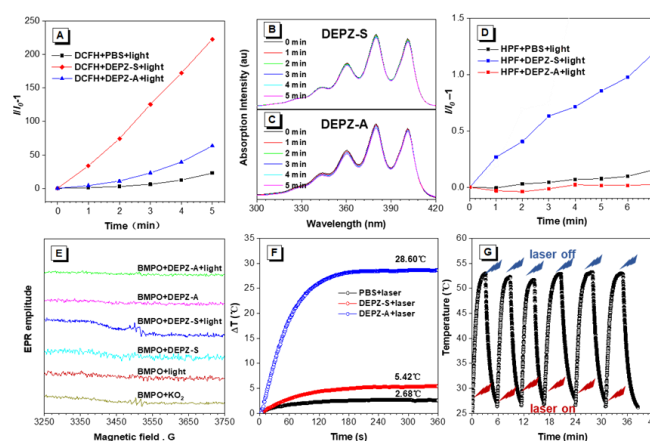 A
DCFH+PBS+light
DCFH+DEPZ-S+light
DCFH+DEPZ-A+light
I/I0-1
250
200
150
100
50
0
0 1 2 3 4 5
Time (min)
B
DEPZ-S
0 min
1 min
2 min
3 min
4 min
5 min
C
DEPZ-A
0 min
1 min
2 min
3 min
4 min
5 min
Absorption Intensity (au)
300 330 360 390 420
Wavelength (nm)
D
HPF+PBS+light
HPF+DEPZ-S+light
HPF+DEPZ-A+light
I/I0 −1
1.0
0.5
0.0
0 1 2 3 4 5 6
Time (min)
E
BMPO+DEPZ-A+light
BMPO+DEPZ-A
BMPO+DEPZ-S+light
BMPO+DEPZ-S
BMPO+light
BMPO+KO2
EPR amplitude
3250 3350 3450 3550 3650 3750
Magnetic field . G
F
28.60℃
PBS+laser
DEPZ-S+laser
DEPZ-A+laser
5.42℃
2.68℃
ΔT (℃)
35
30
25
20
15
10
5
0
0 60 120 180 240 300 360
Time (s)
G
laser off
laser on
Temperature (℃)
60
55
50
45
40
35
30
25
0 6 12 18 24 30 36
Time (min)